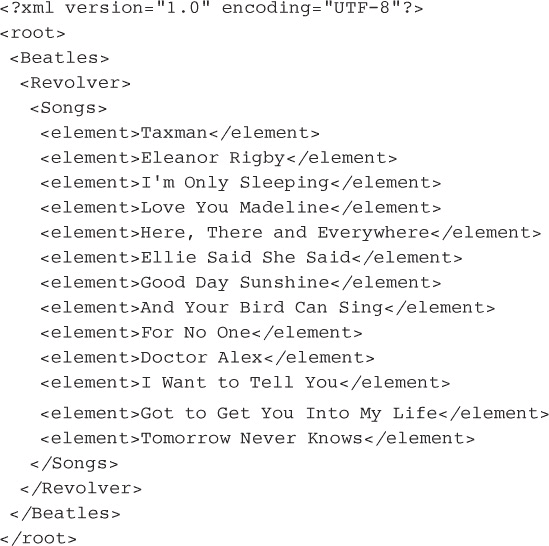 <?xml version="1.0" encoding="UTF-8"?>
<root>
<Beatles>
<Revolver>
<Songs>
<element>Taxman</element>
<element>Eleanor Rigby</element>
<element>I'm Only Sleeping</element>
<element>Love You Madeline</element>
<element>Here, There and Everywhere</element>
<element>Ellie Said She Said</element>
<element>Good Day Sunshine</element>
<element>And Your Bird Can Sing</element>
<element>For No One</element>
<element>Doctor Alex</element>
<element>I Want to Tell You</element>
<element>Got to Get You Into My Life</element>
<element>Tomorrow Never Knows</element>
</Songs>
</Revolver>
</Beatles>
</root>